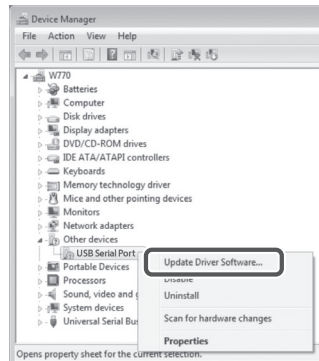 Device Manager
File Action View Help
W770
Batteries
Computer
Disk drives
Display adapters
DVD/CD-ROM drives
IDE ATA/ATAPI controllers
Keyboards
Memory technology driver
Mice and other pointing devices
Monitors
Network adapters
Other devices
USB Serial Port
Update Driver Software...
Portable Devices
Disable
Processors
Uninstall
Sound, video and g
System devices
Scan for hardware changes
Universal Serial Bus
Properties
Opens property sheet for the current selection.